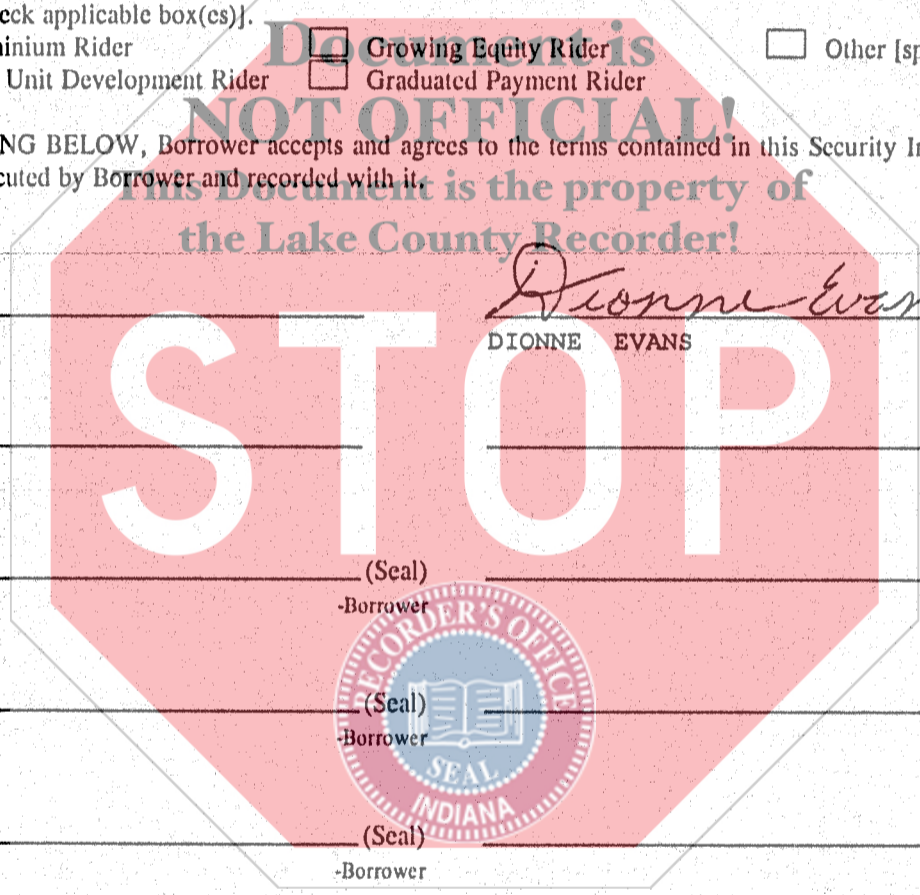 eck applicable box(es)].
inium Rider Growing Equity Rider Other [sp
Unit Development Rider Graduated Payment Rider
Document is
NOT OFFICIAL!
NG BELOW, Borrower accepts and agrees to the terms contained in this Security In
cuted by Borrower and recorded with it.
This Document is the property of
the Lake County Recorder!
Dionne Evan
DIONNE EVANS
STOP
(Seal)
-Borrower
RECORDER'S OFFICE
(Seal)
-Borrower
SEAL
INDIANA
(Seal)
-Borrower